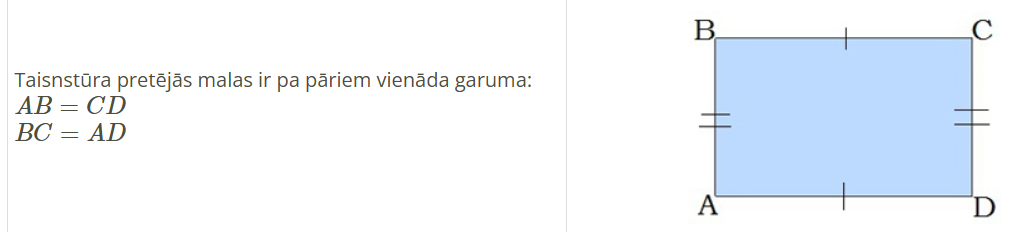 Taisnstūra pretējās malas ir pa pāriem vienāda garuma:
AB = CD
BC = AD
B
C
A
D